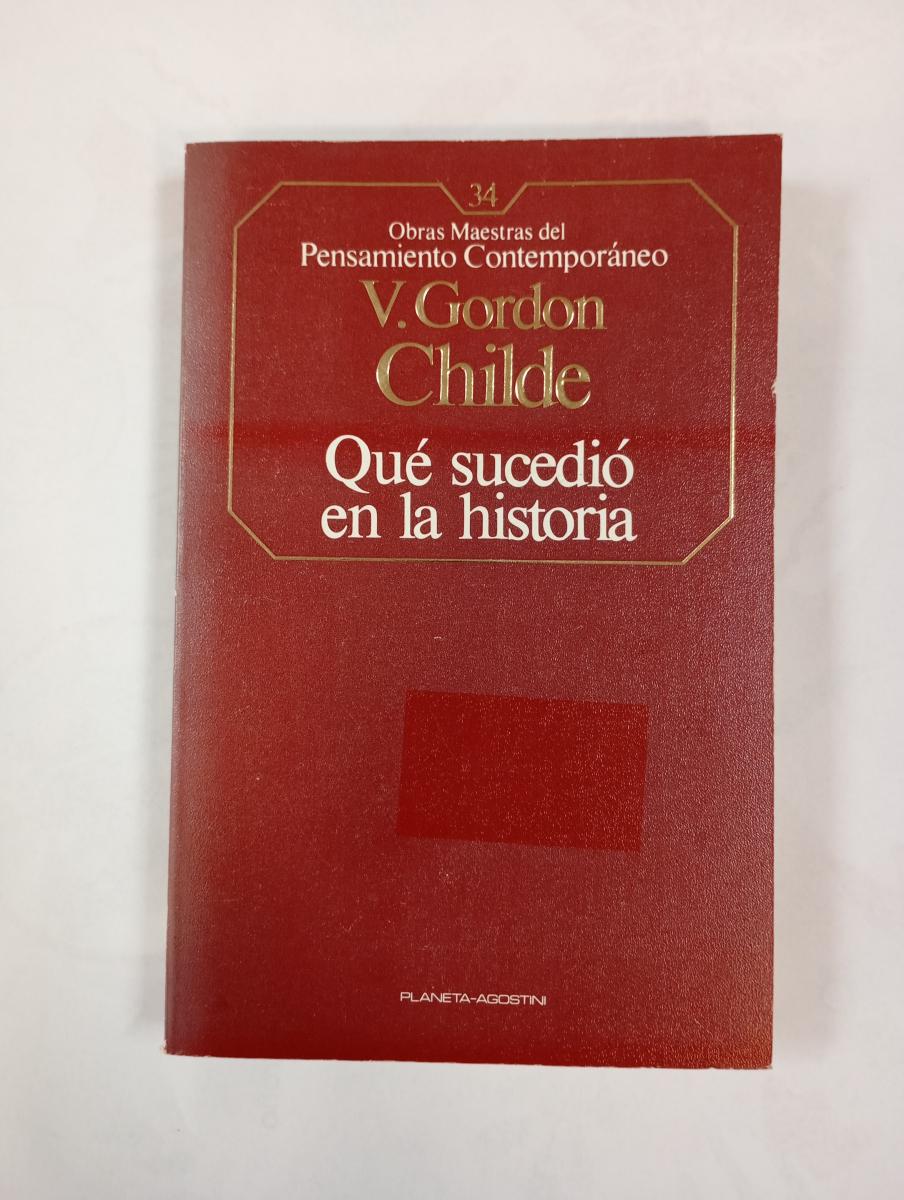 34
Obras Maestras del
Pensamiento Contemporáneo
V. Gordon
Childe
Qué sucedió
en la historia
PLANETA-AGOSTINI